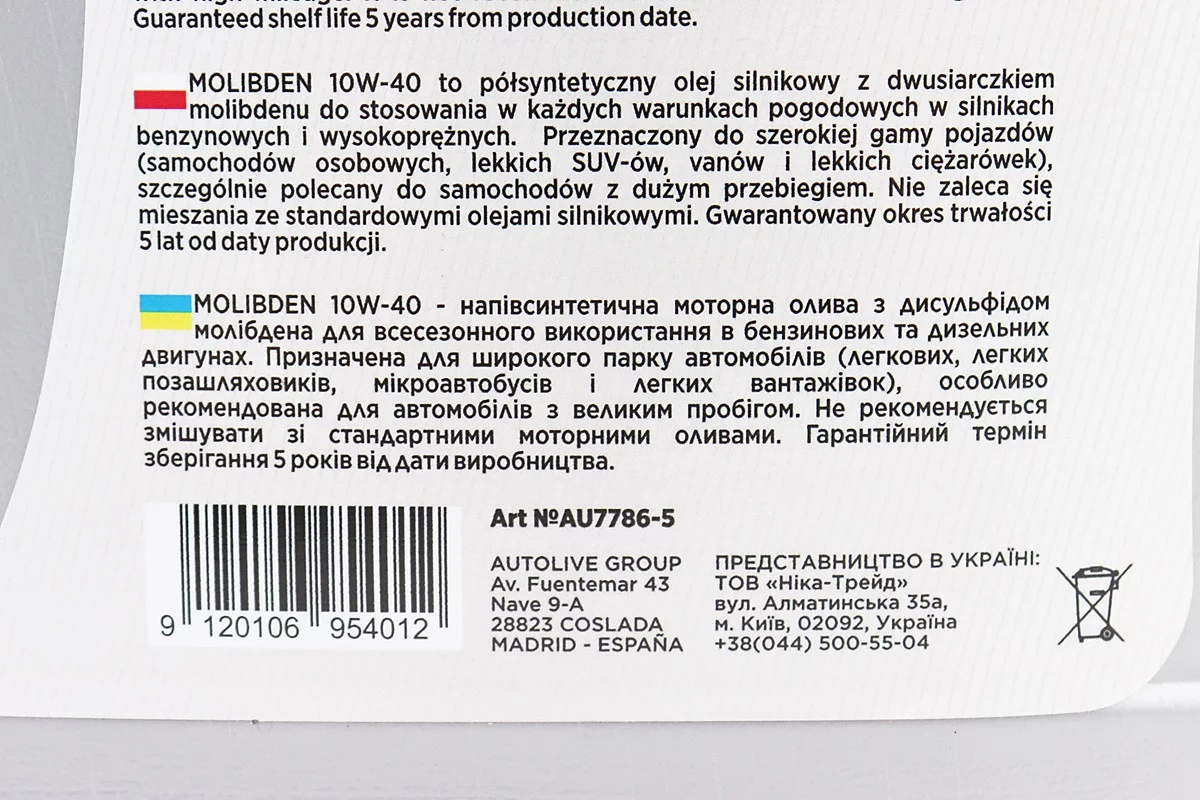 Guaranteed shelf life 5 years from production date.
MOLIBDEN 10W-40 to półsyntetyczny olej silnikowy z dwusiarczkiem
molibdenu do stosowania w każdych warunkach pogodowych w silnikach
benzynowych i wysokoprężnych. Przeznaczony do szerokiej gamy pojazdów
(samochodów osobowych, lekkich SUV-ów, vanów i lekkich ciężarówek),
szczególnie polecany do samochodów z dużym przebiegiem. Nie zaleca się
mieszania ze standardowymi olejami silnikowymi. Gwarantowany okres trwałości
5 lat od daty produkcji.
MOLIBDEN 10W-40 - напівсинтетична моторна олива з дисульфідом
молібдена для всесезонного використання в бензинових та дизельних
двигунах. Призначена для широкого парку автомобілів (легкових, легких
позашляховиків, мікроавтобусів і легких вантажівок), особливо
рекомендована для автомобілів з великим пробігом. Не рекомендується
змішувати зі стандартними моторними оливами. Гарантійний термін
зберігання 5 років від дати виробництва.
Art №AU7786-5
AUTOLIVE GROUP
Av. Fuentemar 43
Nave 9-A
28823 COSLADA
MADRID - ESPAÑA
ПРЕДСТАВНИЦТВО В УКРАЇНІ:
ТОВ «Ніка-Трейд»
вул. Алматинська 35а,
м. Київ, 02092, Україна
+38(044) 500-55-04
9 120106 954012